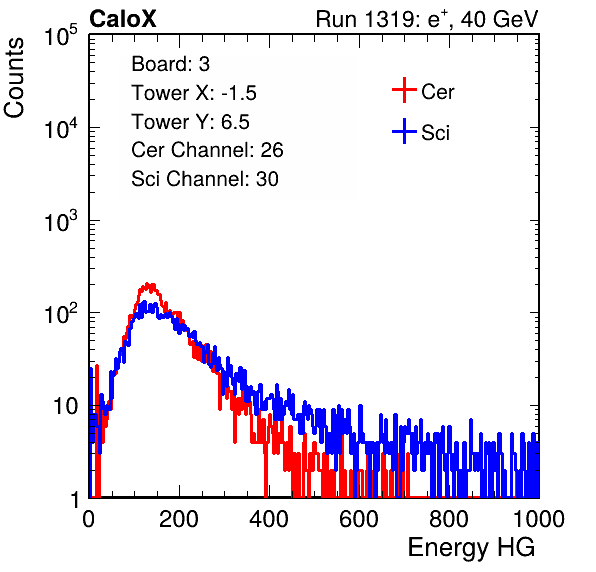 CaloX Run 1319: e⁺, 40 GeV
Counts
10⁵
10⁴
10³
10²
10
1
Board: 3
Tower X: -1.5
Tower Y: 6.5
Cer Channel: 26
Sci Channel: 30
Cer
Sci
0 200 400 600 800 1000
Energy HG